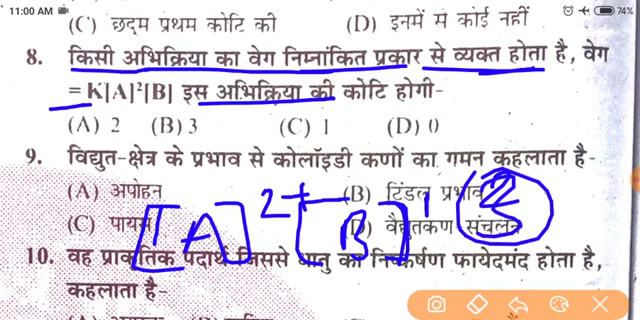 11:00 AM
74%
(C) छद्म प्रथम कोटि की (D) इनमें से कोई नहीं
8. किसी अभिक्रिया का वेग निम्नांकित प्रकार से व्यक्त होता है, वेग
= K[A]²[B] इस अभिक्रिया की कोटि होगी-
(A) 2 (B) 3 (C) 1 (D) 0
9. विद्युत-क्षेत्र के प्रभाव से कोलॉइडी कणों का गमन कहलाता है-
(A) अपोहन (B) टिंडल प्रभाव
[A]²⁺ [B]¹ 3
(C) पायस (D) वैद्युतकण संचलन
10. वह प्राकृतिक पदार्थ जिससे धातु का निष्कर्षण फायेदमंद होता है,
कहलाता है-